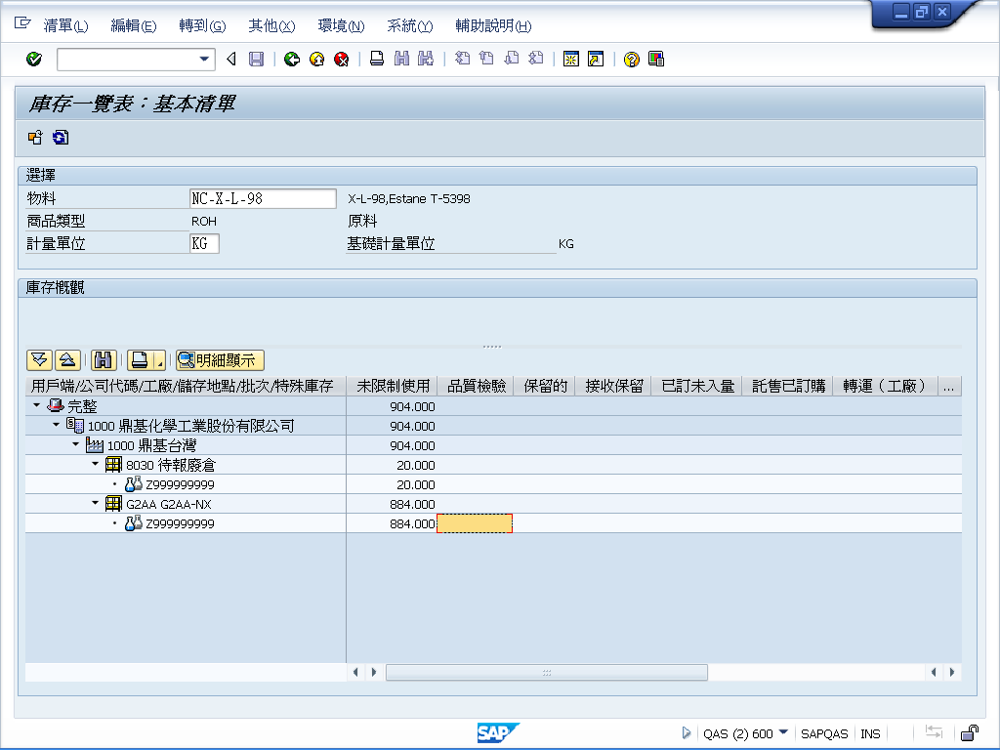 清單(L) 編輯(E) 轉到(G) 其他(X) 環境(N) 系統(Y) 輔助說明(H)
庫存一覽表：基本清單
選擇
物料 NC-X-L-98 X-L-98,Estane T-5398
商品類型 ROH 原料
計量單位 KG 基礎計量單位 KG
庫存概觀
明細顯示
用戶端/公司代碼/工廠/儲存地點/批次/特殊庫存 未限制使用 品質檢驗 保留的 接收保留 已訂未入量 託售已訂購 轉運（工廠） ...
完整 904.000
1000 鼎基化學工業股份有限公司 904.000
1000 鼎基台灣 904.000
8030 待報廢倉 20.000
Z999999999 20.000
G2AA G2AA-NX 884.000
Z999999999 884.000
SAP QAS (2) 600 SAPQAS INS